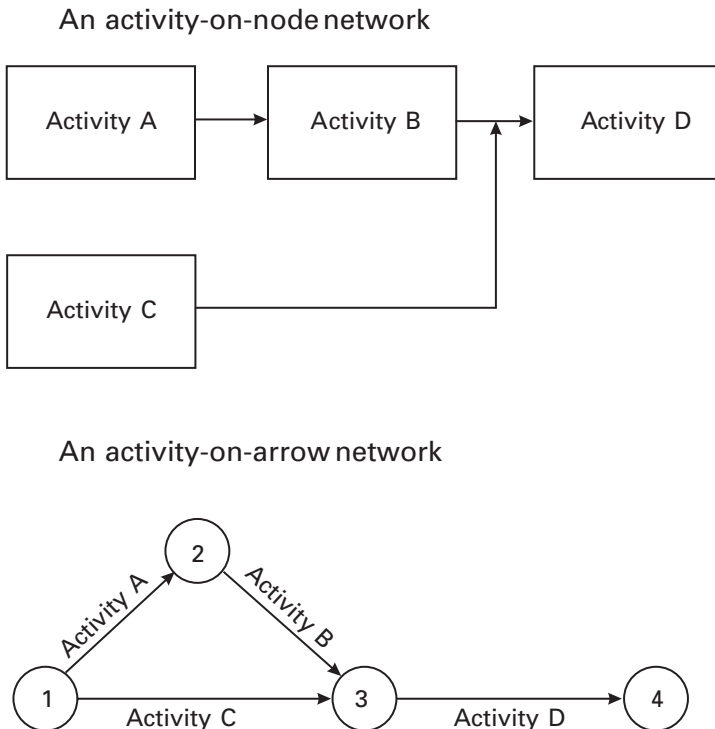 An activity-on-node network
Activity A
Activity B
Activity D
Activity C
An activity-on-arrow network
2
Activity A
Activity B
1
3
4
Activity C
Activity D